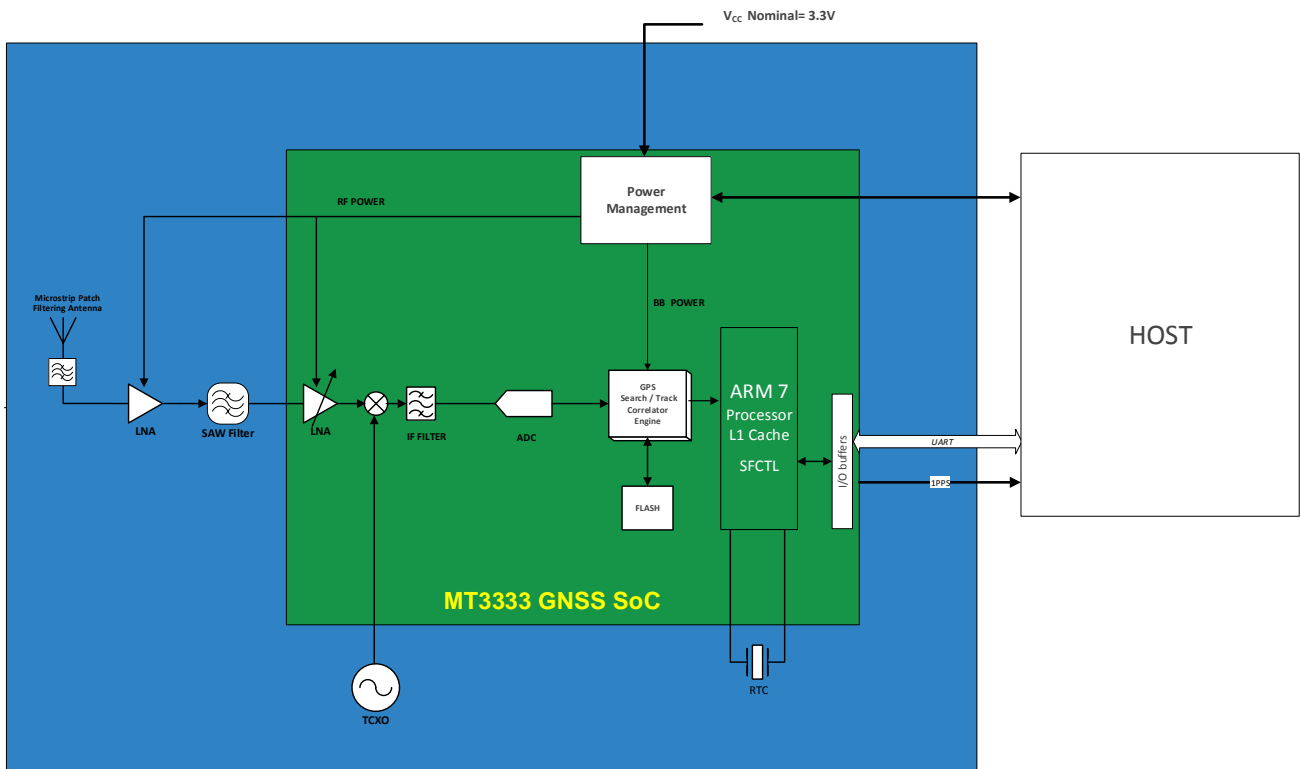 V_CC Nominal= 3.3V
Power
Management
RF POWER
BB POWER
Microstrip Patch
Filtering Antenna
HOST
LNA
SAW Filter
LNA
IF FILTER
ADC
GPS
Search / Track
Correlator
Engine
ARM 7
Processor
L1 Cache
SFCTL
I/O buffers
UART
1PPS
FLASH
MT3333 GNSS SoC
RTC
TCXO